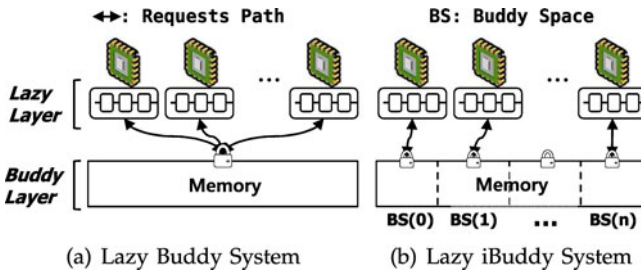 ↔: Requests Path
BS: Buddy Space
... ...
Lazy
Layer
Buddy
Layer
Memory
Memory
BS(0) BS(1) ... BS(n)
(a) Lazy Buddy System
(b) Lazy iBuddy System